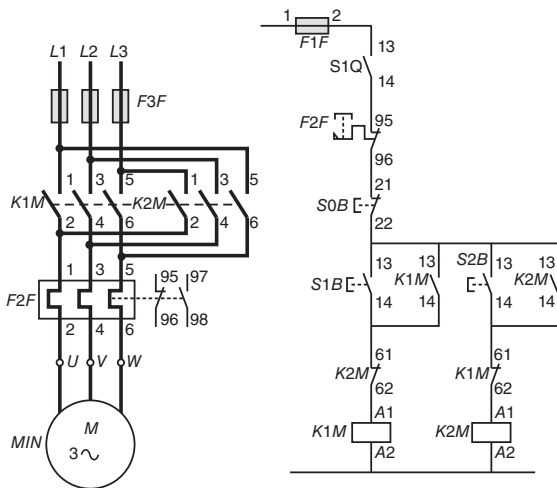 L1 L2 L3
F3F
1 3 5 5
K1M K2M 1 3
2 4 6 2 4 6
1 3 5
F2F
95 97
96 98
2 4 6
U V W
MIN
M
3
1 2
F1F
13
S1Q
14
F2F
95
96
21
S0B
22
13 13 13 13
S1B K1M S2B K2M
14 14 14 14
61 61
K2M K1M
62 62
A1 A1
K1M K2M
A2 A2